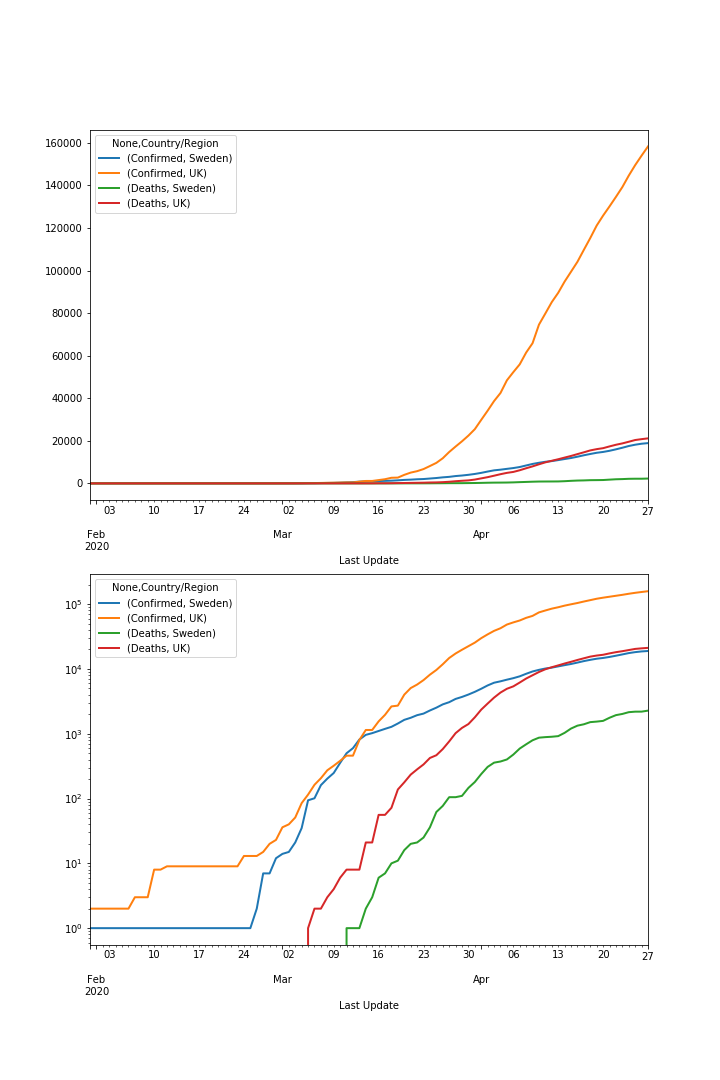 160000
140000
120000
100000
80000
60000
40000
20000
0
None,Country/Region
(Confirmed, Sweden)
(Confirmed, UK)
(Deaths, Sweden)
(Deaths, UK)
03 10 17 24 02 09 16 23 30 06 13 20 27
Feb Mar Apr
2020
Last Update
10⁵
10⁴
10³
10²
10¹
10⁰
None,Country/Region
(Confirmed, Sweden)
(Confirmed, UK)
(Deaths, Sweden)
(Deaths, UK)
03 10 17 24 02 09 16 23 30 06 13 20 27
Feb Mar Apr
2020
Last Update